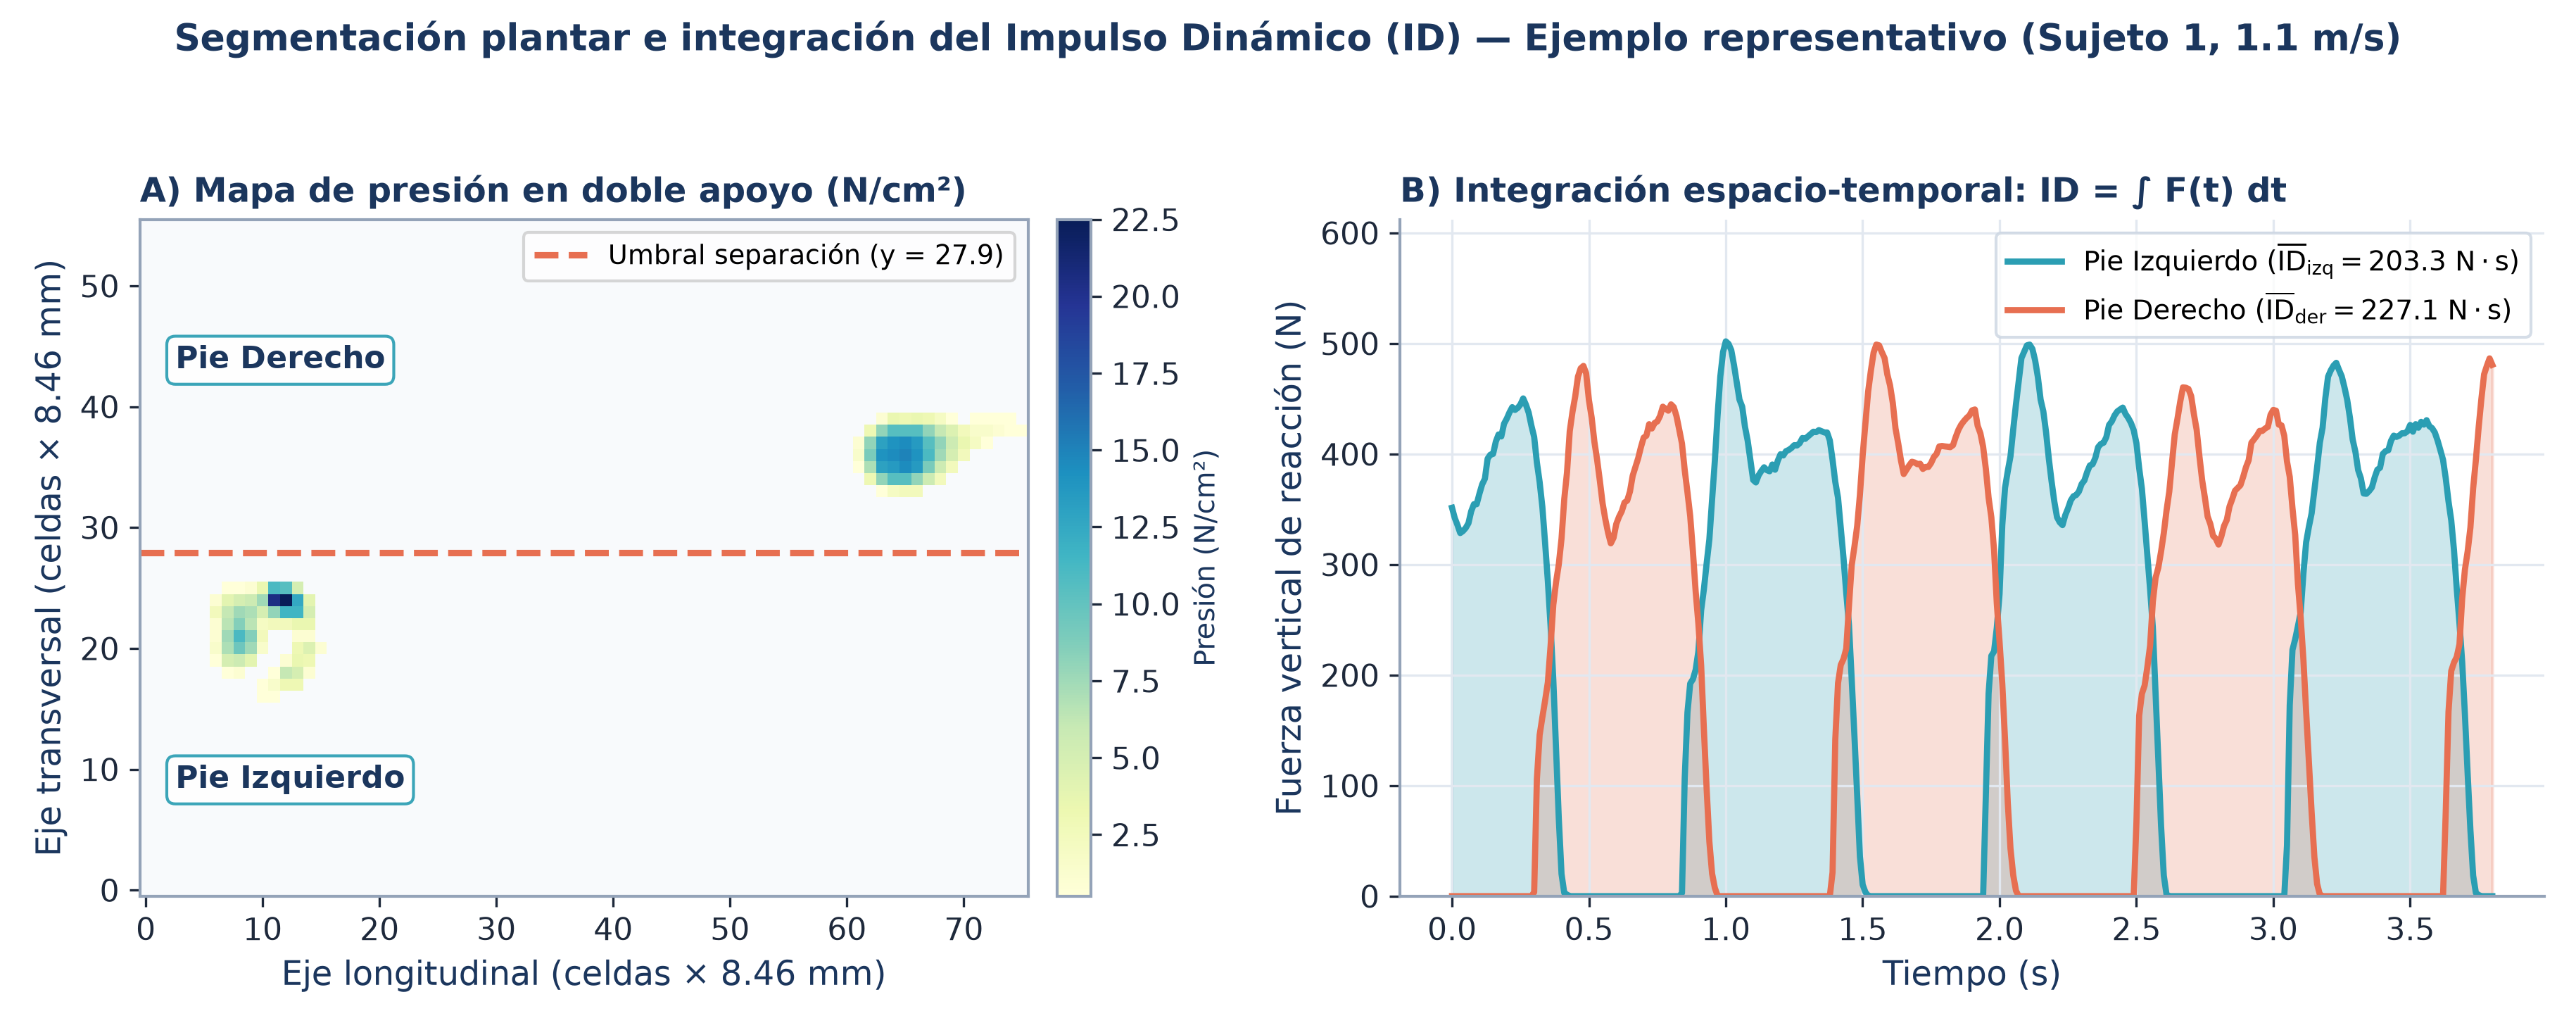 Segmentación plantar e integración del Impulso Dinámico (ID) — Ejemplo representativo (Sujeto 1, 1.1 m/s)
A) Mapa de presión en doble apoyo (N/cm²)
Umbral separación (y = 27.9)
Pie Derecho
Pie Izquierdo
Eje transversal (celdas × 8.46 mm)
50
40
30
20
10
0
0 10 20 30 40 50 60 70
Eje longitudinal (celdas × 8.46 mm)
22.5
20.0
17.5
15.0
12.5
10.0
7.5
5.0
2.5
Presión (N/cm²)
B) Integración espacio-temporal: ID = ∫ F(t) dt
Pie Izquierdo (I̅D̅izq = 203.3 N · s)
Pie Derecho (I̅D̅der = 227.1 N · s)
Fuerza vertical de reacción (N)
600
500
400
300
200
100
0
0.0 0.5 1.0 1.5 2.0 2.5 3.0 3.5
Tiempo (s)